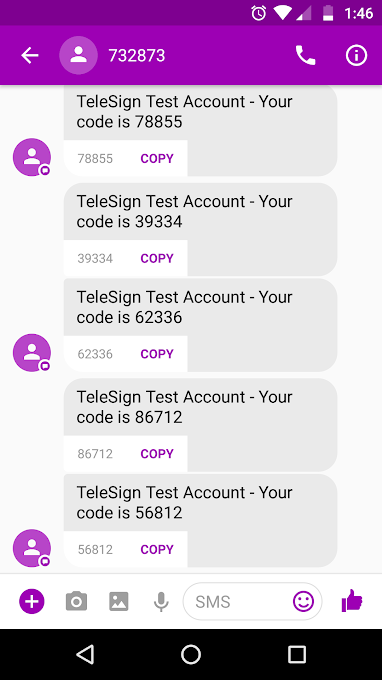 1:46
732873
TeleSign Test Account - Your
code is 78855
78855 COPY
TeleSign Test Account - Your
code is 39334
39334 COPY
TeleSign Test Account - Your
code is 62336
62336 COPY
TeleSign Test Account - Your
code is 86712
86712 COPY
TeleSign Test Account - Your
code is 56812
56812 COPY
SMS